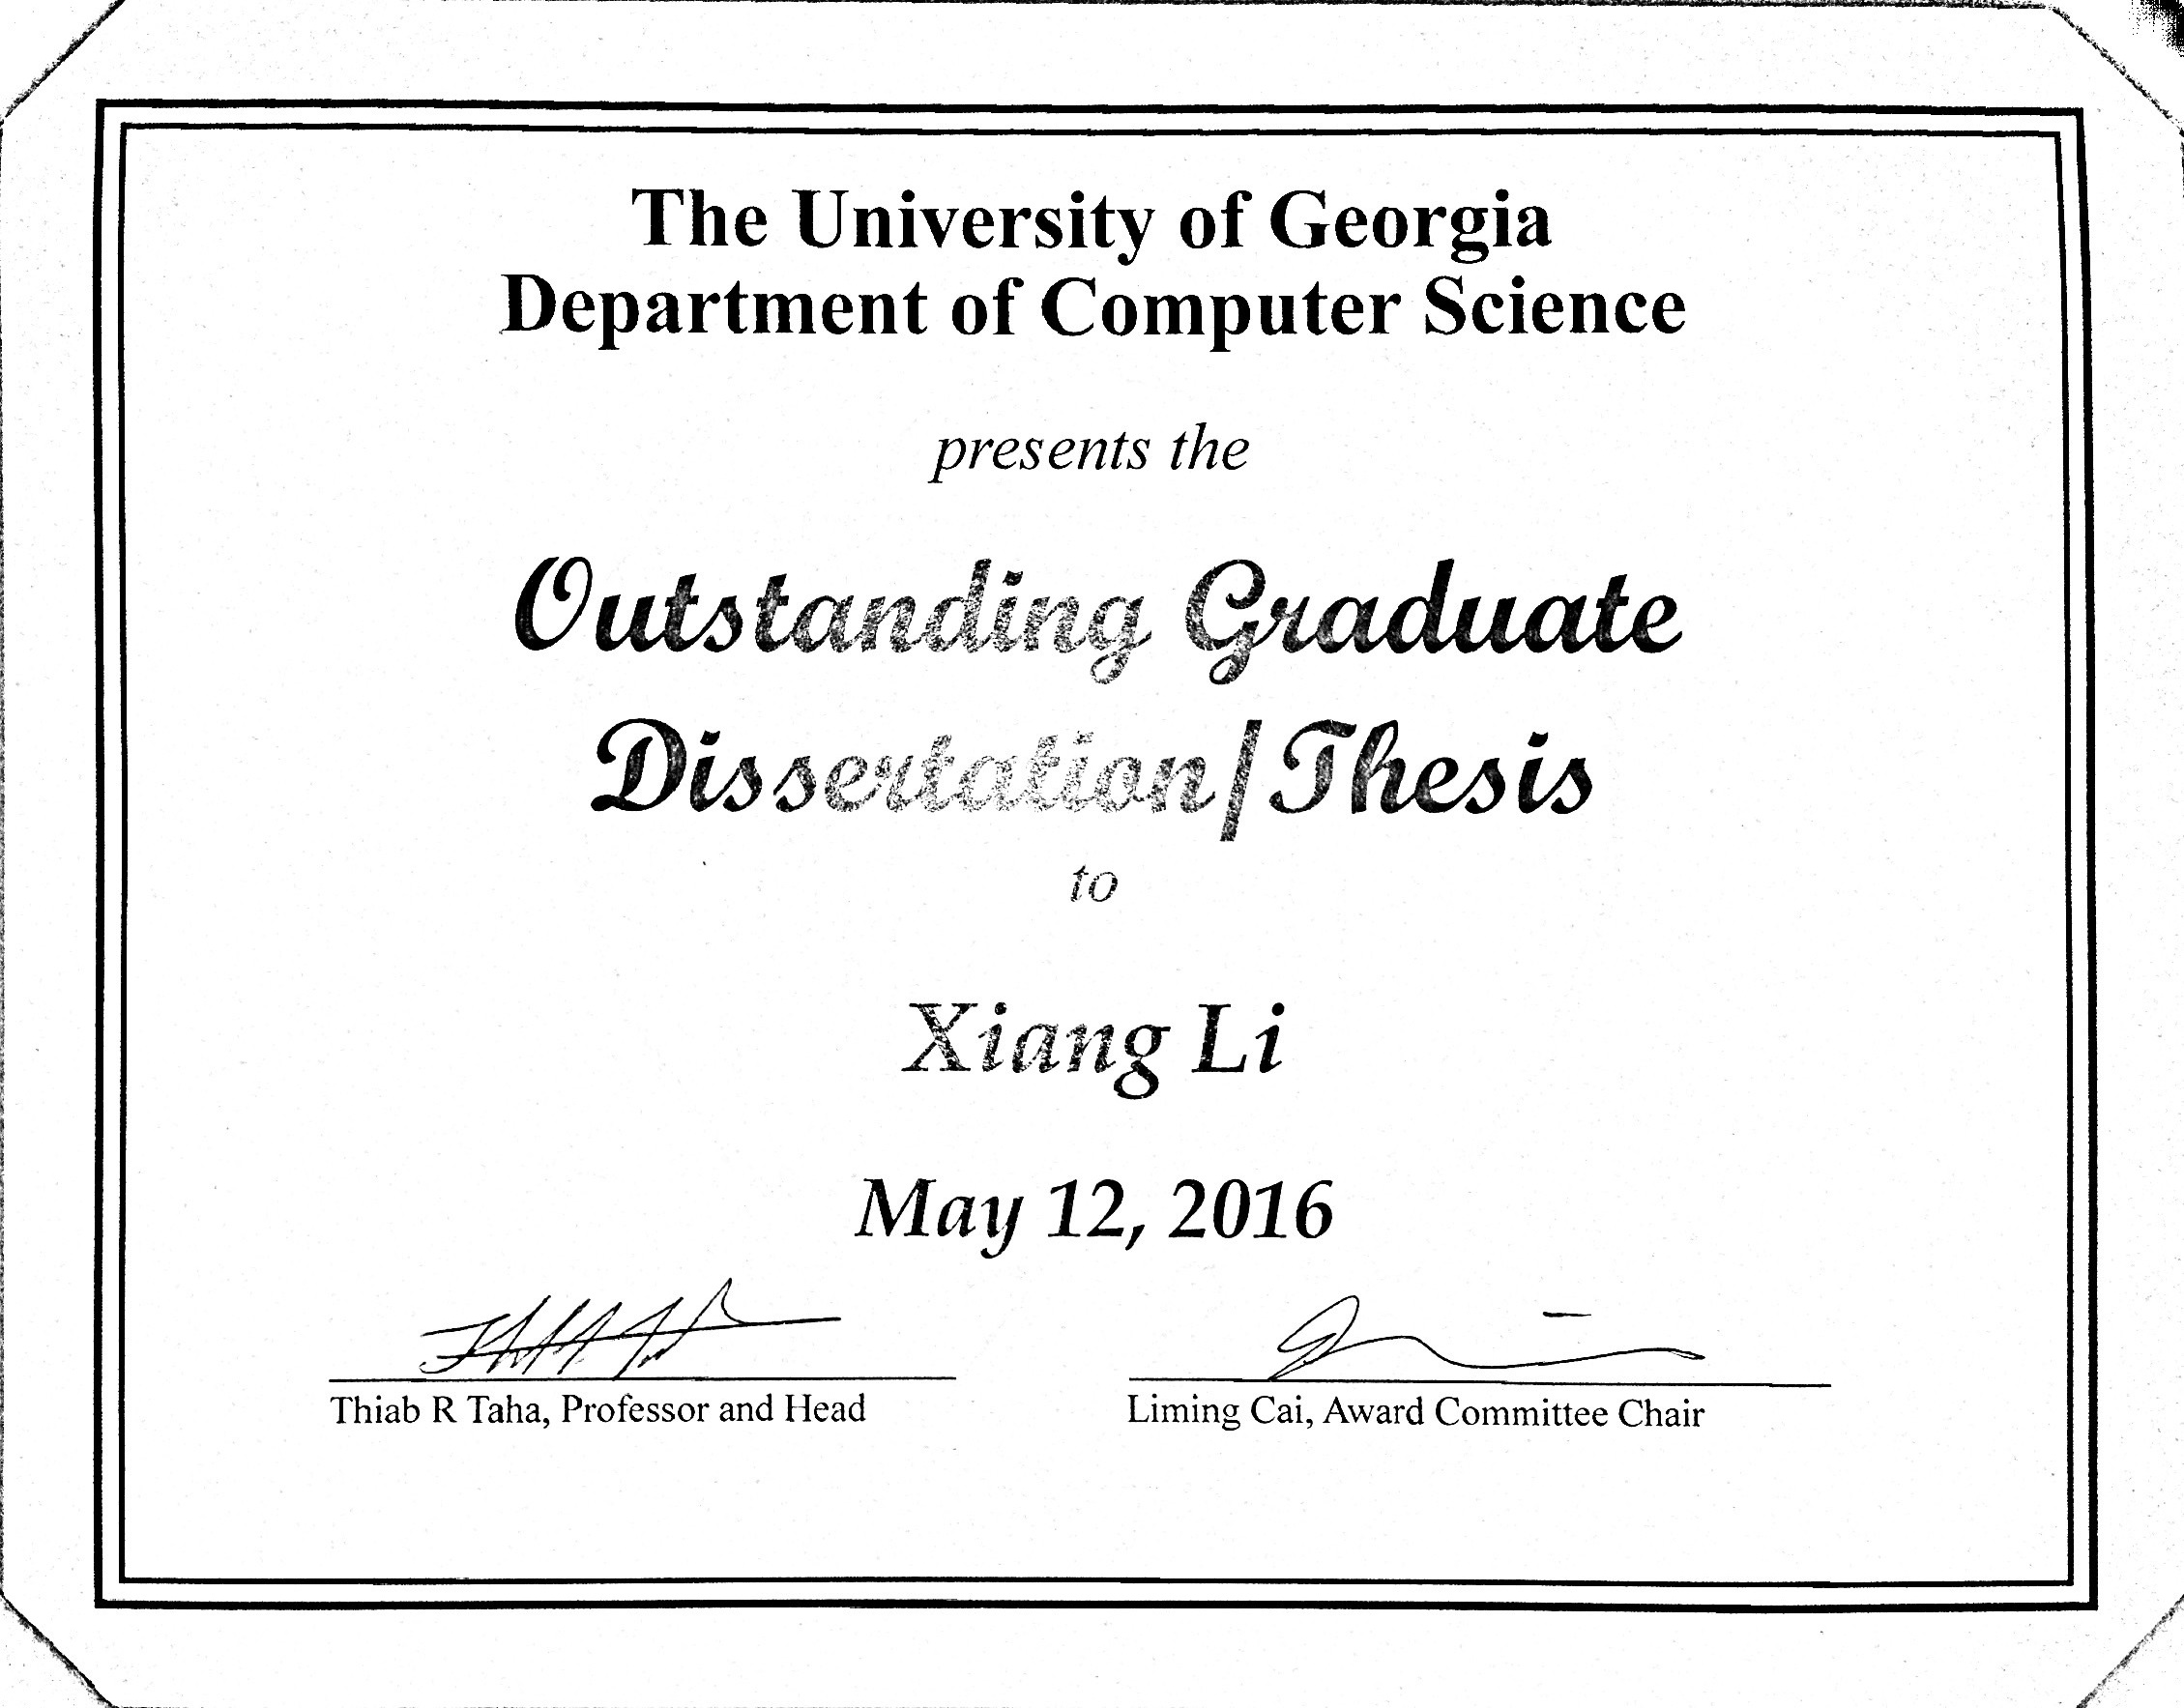 The University of Georgia
Department of Computer Science
presents the
Outstanding Graduate
Dissertation/Thesis
to
Xiang Li
May 12, 2016
Thiab R Taha, Professor and Head
Liming Cai, Award Committee Chair